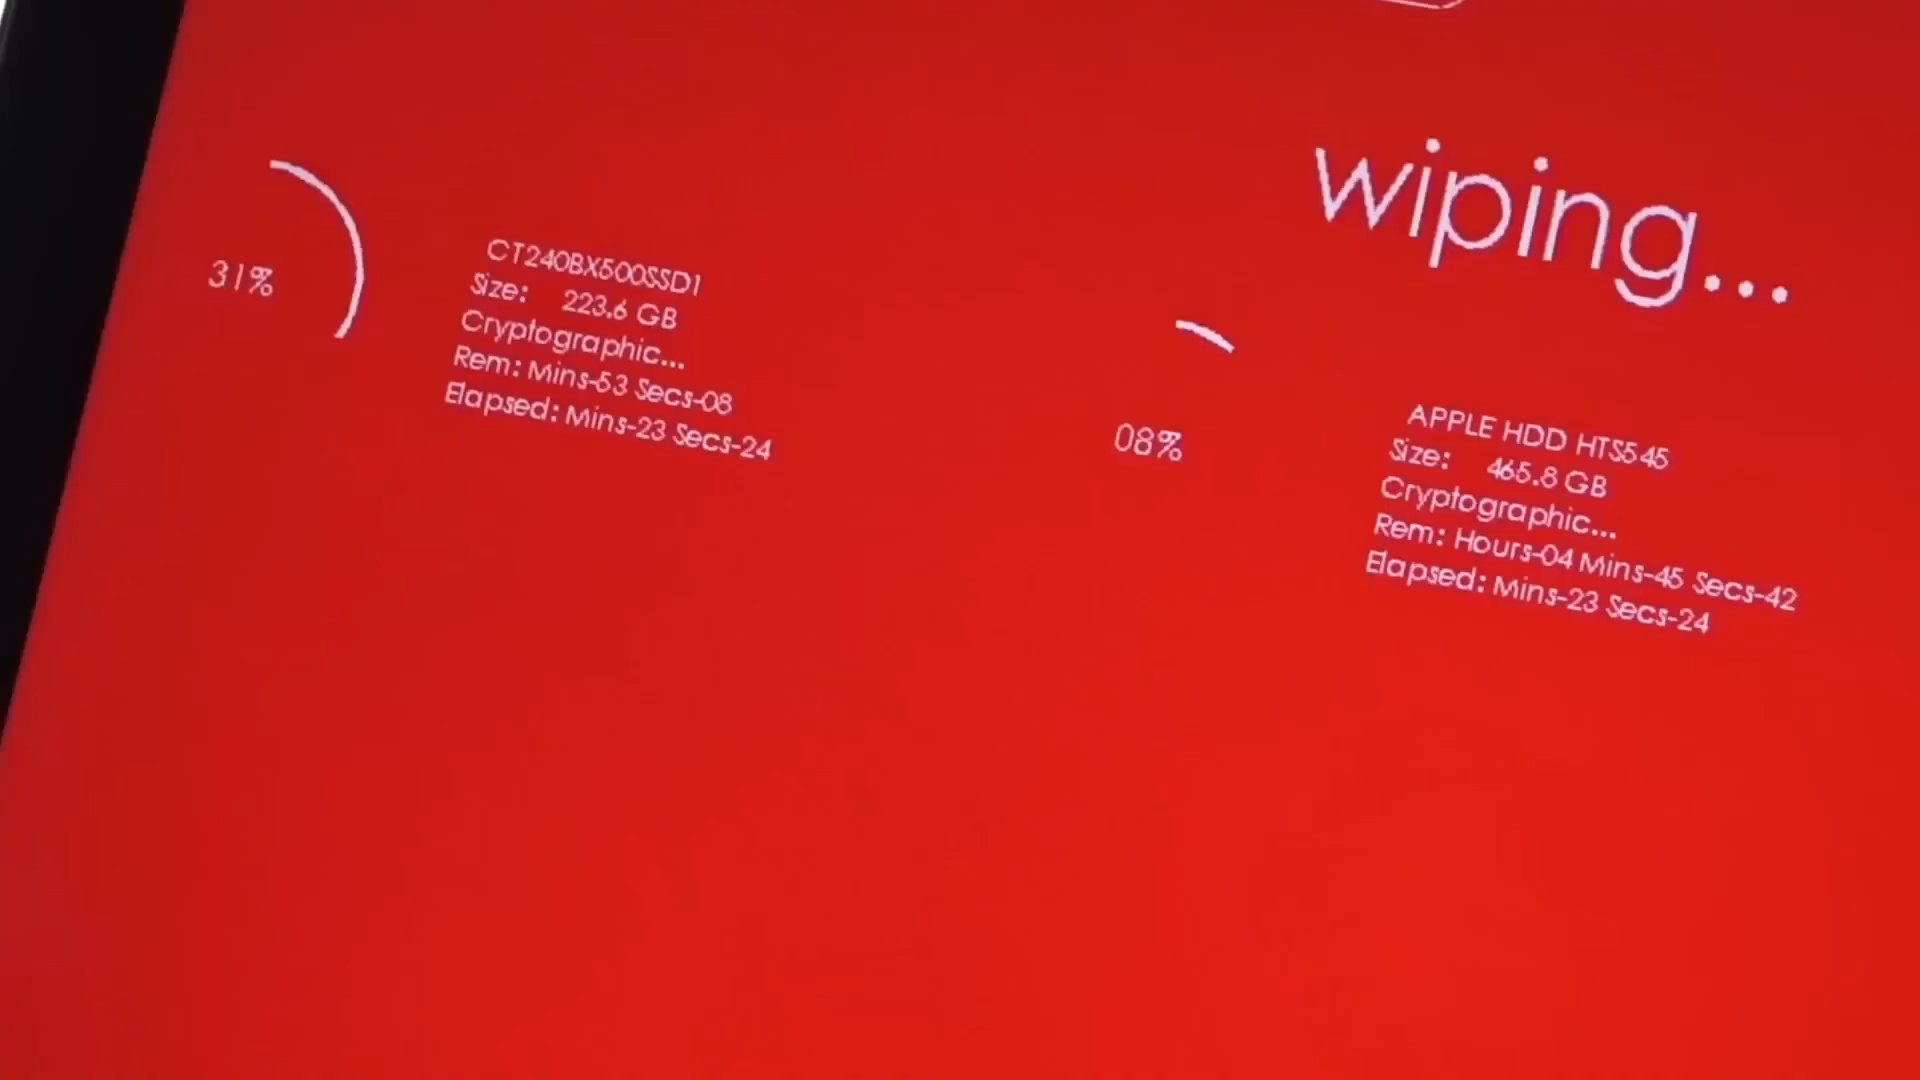 wiping...
31%
CT240BX500SSD1
Size: 223.6 GB
Cryptographic...
Rem: Mins-53 Secs-08
Elapsed: Mins-23 Secs-24
08%
APPLE HDD HTS545
Size: 465.8 GB
Cryptographic...
Rem: Hours-04 Mins-45 Secs-42
Elapsed: Mins-23 Secs-24